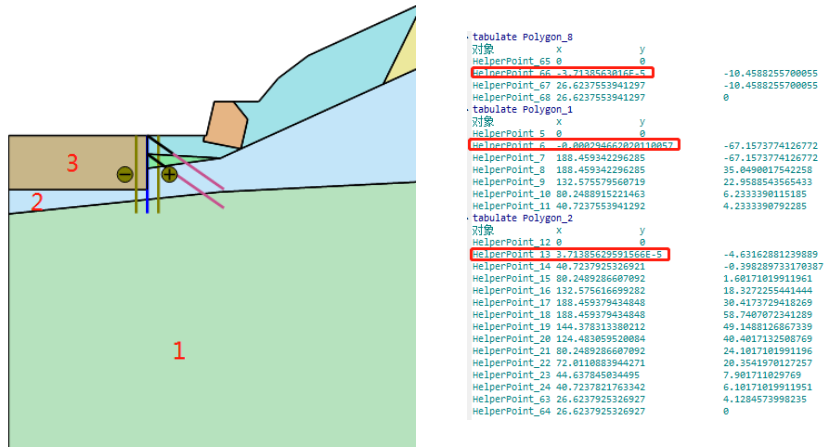 3
2
1
tabulate Polygon_8
对象 x y
HelperPoint_65 0 0
HelperPoint_66 -3.7138563016E-5 -10.4588255700055
HelperPoint_67 26.6237553941297 -10.4588255700055
HelperPoint_68 26.6237553941297 0
tabulate Polygon_1
对象 x y
HelperPoint_5 0 0
HelperPoint_6 -0.000294662020110057 -67.1573774126772
HelperPoint_7 188.459342296285 -67.1573774126772
HelperPoint_8 188.459342296285 35.0490017542258
HelperPoint_9 132.575579560719 22.9588543565433
HelperPoint_10 80.2488915221463 6.2333390115185
HelperPoint_11 40.7237753941292 4.2333390792285
tabulate Polygon_2
对象 x y
HelperPoint_12 0 0
HelperPoint_13 3.71385629591566E-5 -4.63162881239889
HelperPoint_14 40.7237925326921 -0.398289733170387
HelperPoint_15 80.2489286607092 1.60171019911961
HelperPoint_16 132.575616699282 18.3272255441444
HelperPoint_17 188.459379434848 30.4173729418269
HelperPoint_18 188.459379434848 58.7407072341289
HelperPoint_19 144.378313380212 49.1488126867339
HelperPoint_20 124.483059520084 40.4017132508769
HelperPoint_21 80.2489286607092 24.1017101991196
HelperPoint_22 72.0110883944271 20.3541970127257
HelperPoint_23 44.637845034495 7.901711029769
HelperPoint_24 40.7237821763342 6.1017101911951
HelperPoint_63 26.6237925326927 4.1284573998235
HelperPoint_64 26.6237925326927 0